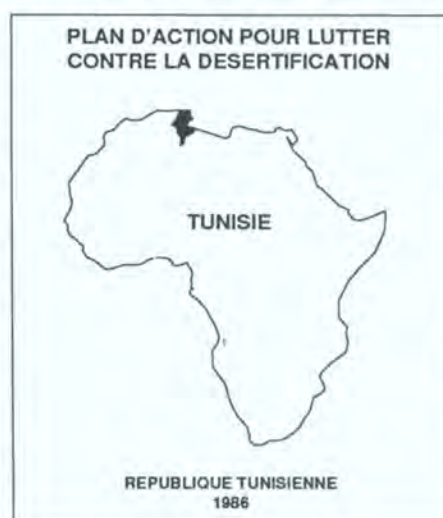 PLAN D'ACTION POUR LUTTER
CONTRE LA DESERTIFICATION
TUNISIE
REPUBLIQUE TUNISIENNE
1986